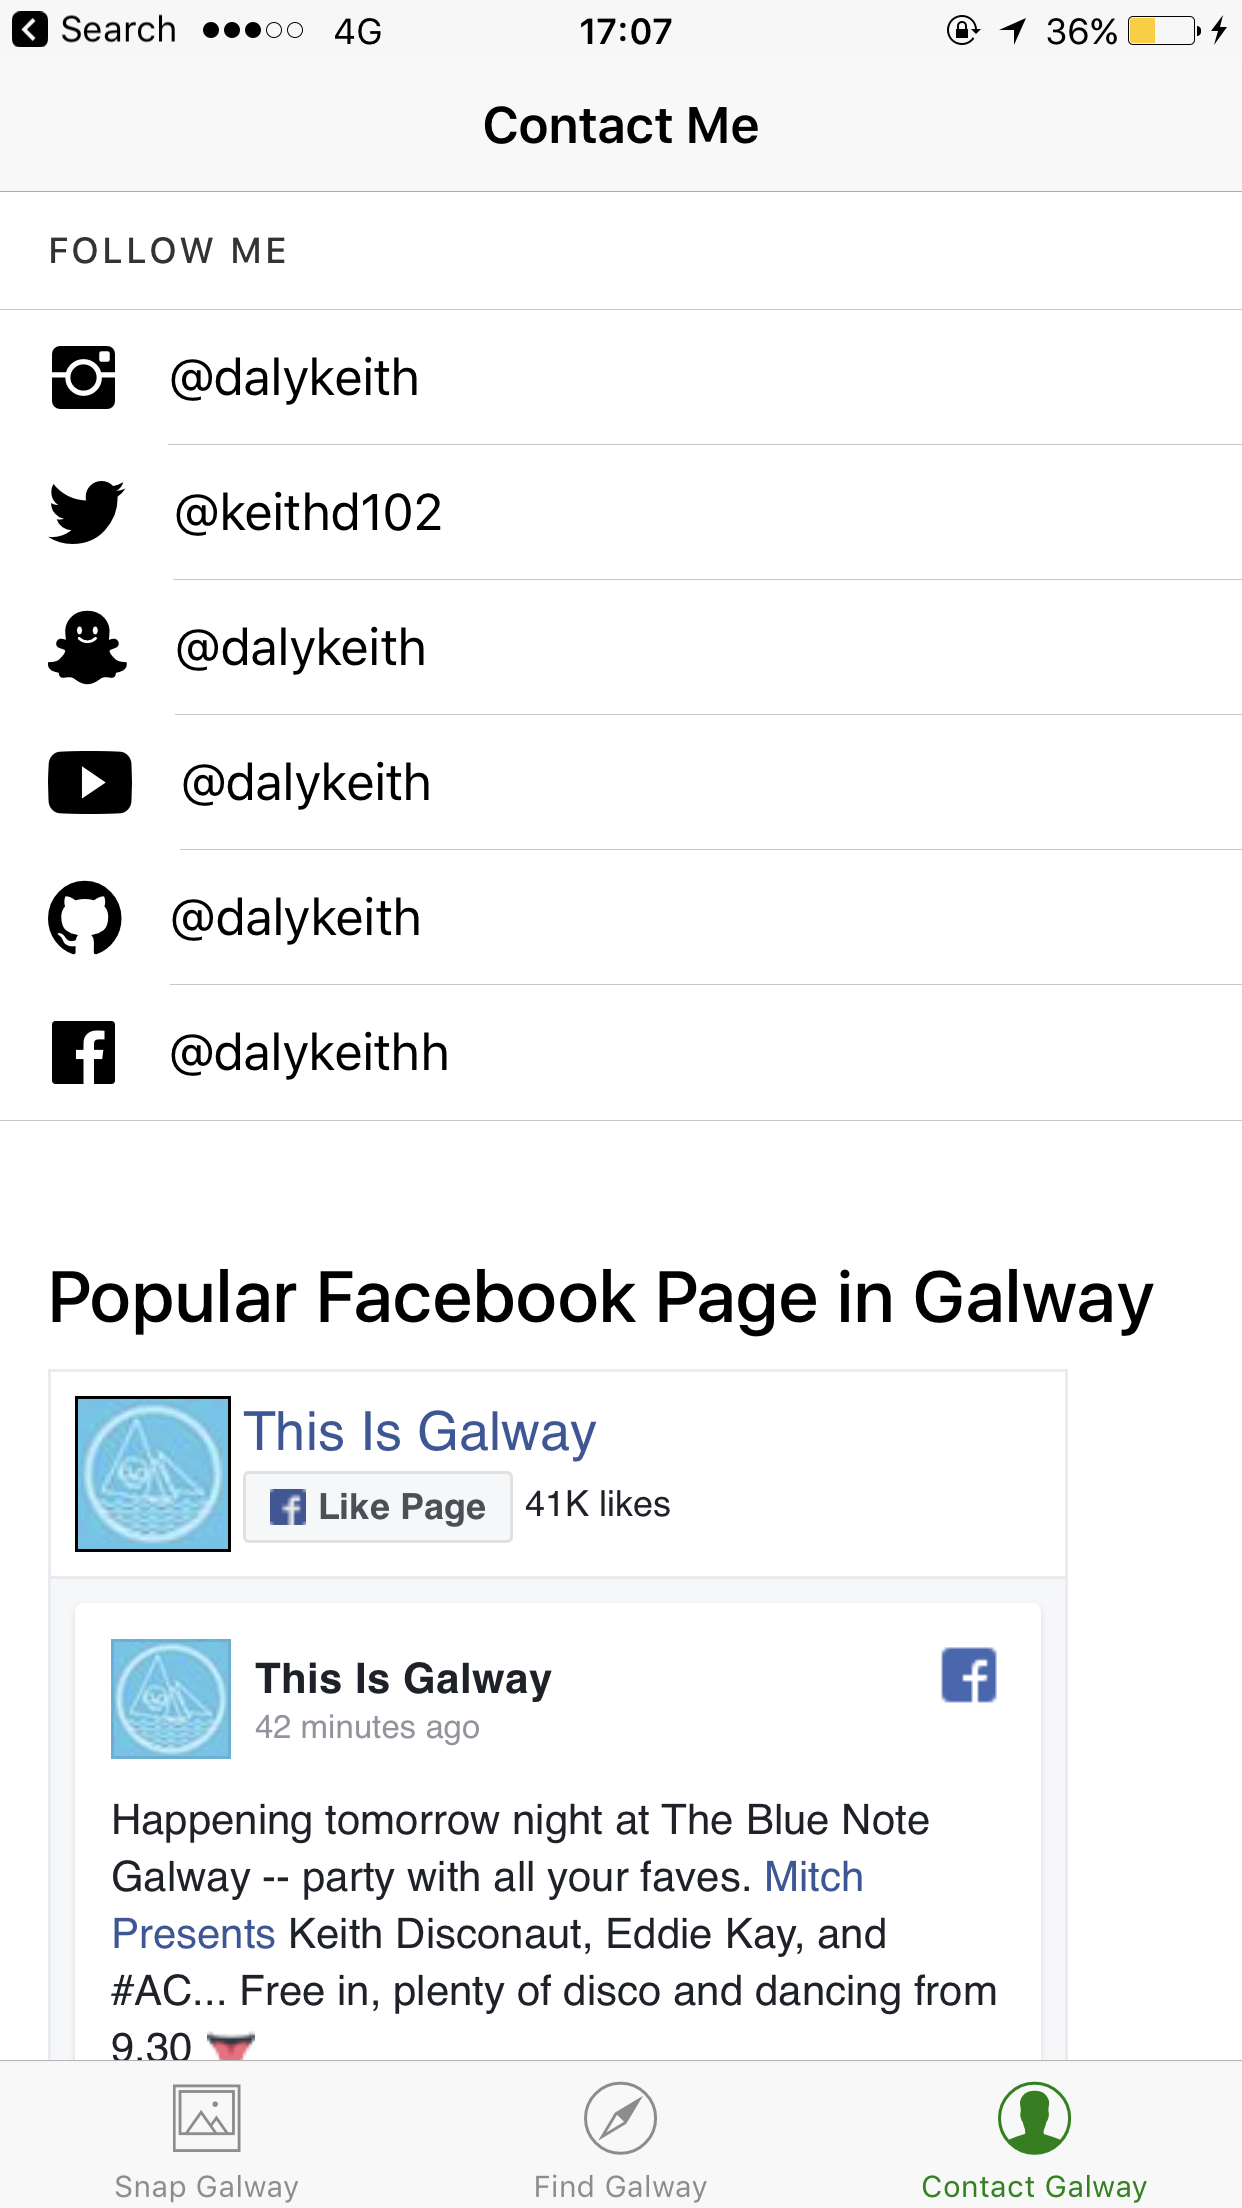 Search 4G 17:07 36%
Contact Me
FOLLOW ME
@dalykeith
@keithd102
@dalykeith
@dalykeith
@dalykeith
@dalykeithh
Popular Facebook Page in Galway
This Is Galway
Like Page 41K likes
This Is Galway
42 minutes ago
Happening tomorrow night at The Blue Note
Galway -- party with all your faves. Mitch
Presents Keith Disconaut, Eddie Kay, and
#AC... Free in, plenty of disco and dancing from
9.30
Snap Galway Find Galway Contact Galway